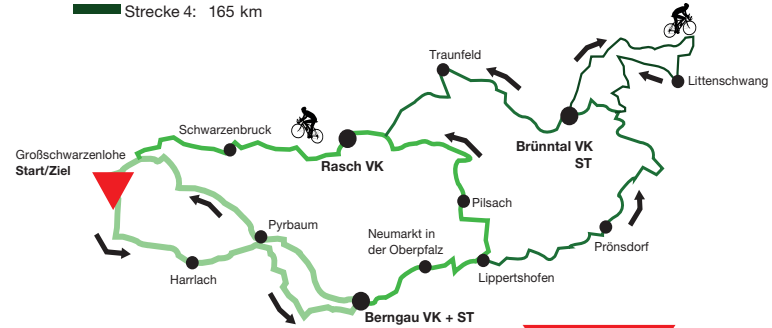 Strecke 4: 165 km
Traunfeld
Littenschwang
Schwarzenbruck
Brünntal VK
ST
Großschwarzenlohe
Start/Ziel
Rasch VK
Pilsach
Pyrbaum
Neumarkt in
der Oberpfalz
Prönsdorf
Harrlach
Lippertshofen
Berngau VK + ST